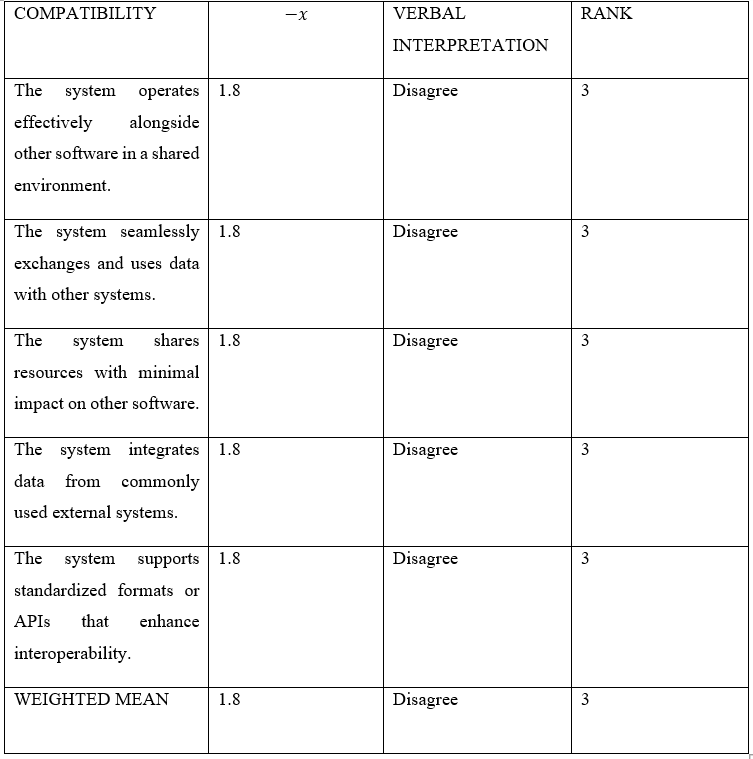 COMPATIBILITY −x VERBAL INTERPRETATION RANK
The system operates effectively alongside other software in a shared environment. 1.8 Disagree 3
The system seamlessly exchanges and uses data with other systems. 1.8 Disagree 3
The system shares resources with minimal impact on other software. 1.8 Disagree 3
The system integrates data from commonly used external systems. 1.8 Disagree 3
The system supports standardized formats or APIs that enhance interoperability. 1.8 Disagree 3
WEIGHTED MEAN 1.8 Disagree 3